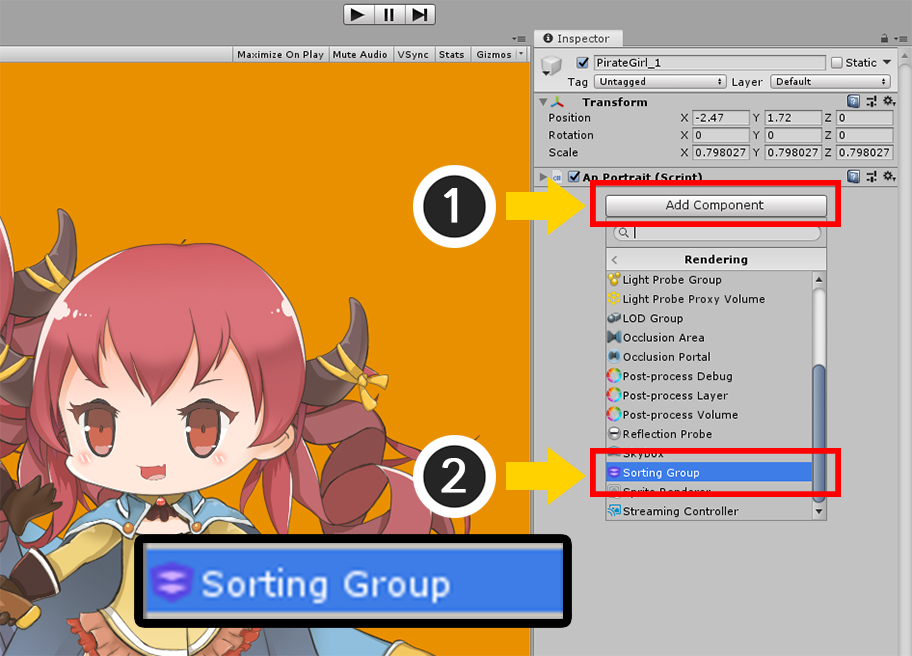 Maximize On Play Mute Audio VSync Stats Gizmos
Inspector
PirateGirl_1 Static
Tag Untagged Layer Default
Transform
Position X -2.47 Y 1.72 Z 0
Rotation X 0 Y 0 Z 0
Scale X 0.798027 Y 0.798027 Z 0.798027
Ap Portrait (Script)
1
Add Component
Rendering
Light Probe Group
Light Probe Proxy Volume
LOD Group
Occlusion Area
Occlusion Portal
Post-process Debug
Post-process Layer
Post-process Volume
Reflection Probe
Skybox
2
Sorting Group
Sprite Renderer
Streaming Controller
Sorting Group